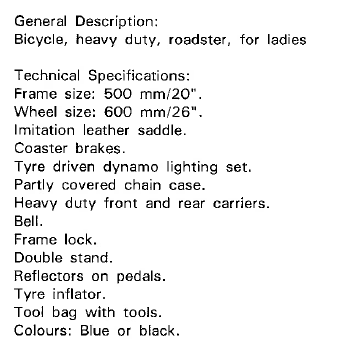 General Description:
Bicycle, heavy duty, roadster, for ladies
Technical Specifications:
Frame size: 500 mm/20".
Wheel size: 600 mm/26".
Imitation leather saddle.
Coaster brakes.
Tyre driven dynamo lighting set.
Partly covered chain case.
Heavy duty front and rear carriers.
Bell.
Frame lock.
Double stand.
Reflectors on pedals.
Tyre inflator.
Tool bag with tools.
Colours: Blue or black.